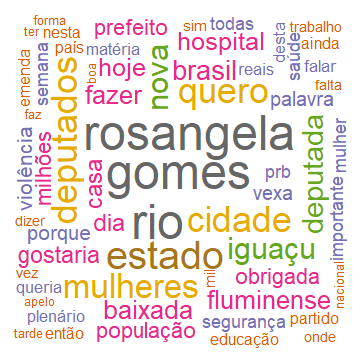 forma
ter nesta prefeito sim todas trabalho
país matéria hospital desta ainda
emenda semana boa hoje brasil reais saúde falar
faz deputados fazer nova quero palavra falta
violência milhões casa rosangela prb deputada importante mulher
gomes vexa
dizer porque dia rio cidade
gostaria estado iguaçu
vez queria mulheres mil obrigada nacional
apelo baixada fluminense
plenário população segurança partido
tarde então educação onde